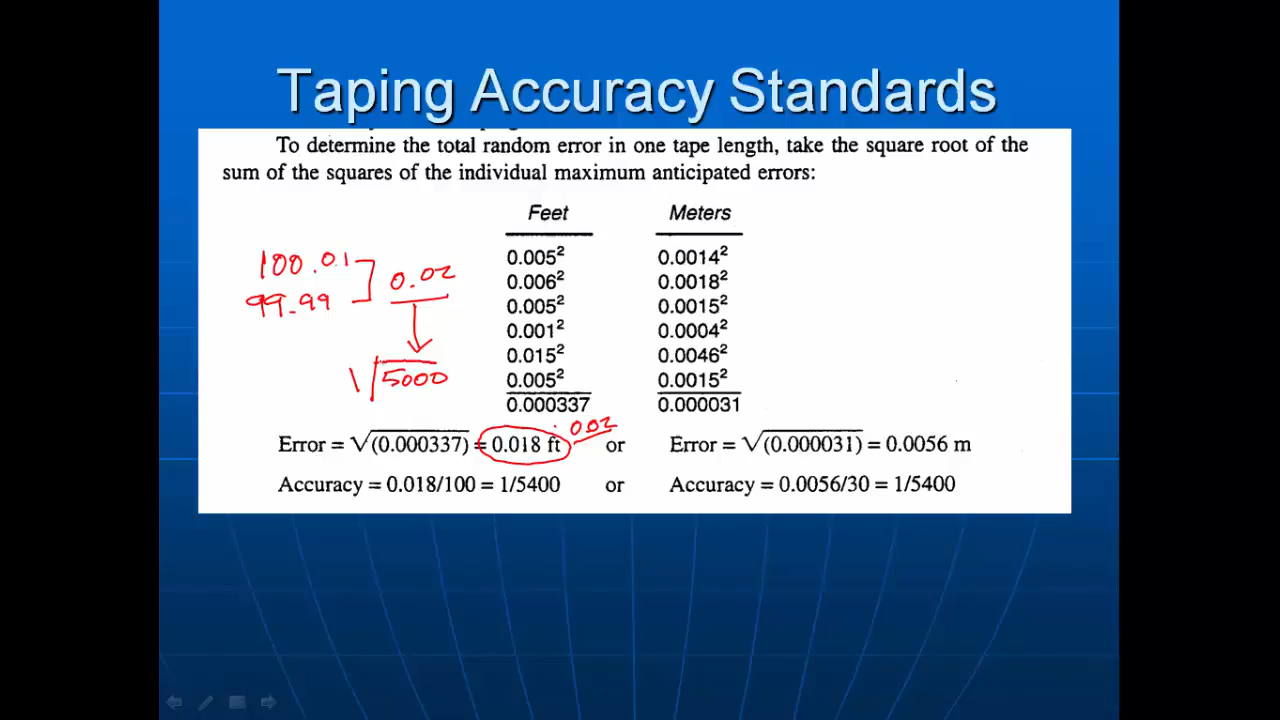 Taping Accuracy Standards
To determine the total random error in one tape length, take the square root of the
sum of the squares of the individual maximum anticipated errors:
Feet Meters
0.005² 0.0014²
100.01 0.006² 0.0018²
99.99 0.02 0.005² 0.0015²
0.001² 0.0004²
0.015² 0.0046²
1/5000 0.005² 0.0015²
0.000337 0.000031
0.02
Error = √(0.000337) = 0.018 ft or Error = √(0.000031) = 0.0056 m
Accuracy = 0.018/100 = 1/5400 or Accuracy = 0.0056/30 = 1/5400